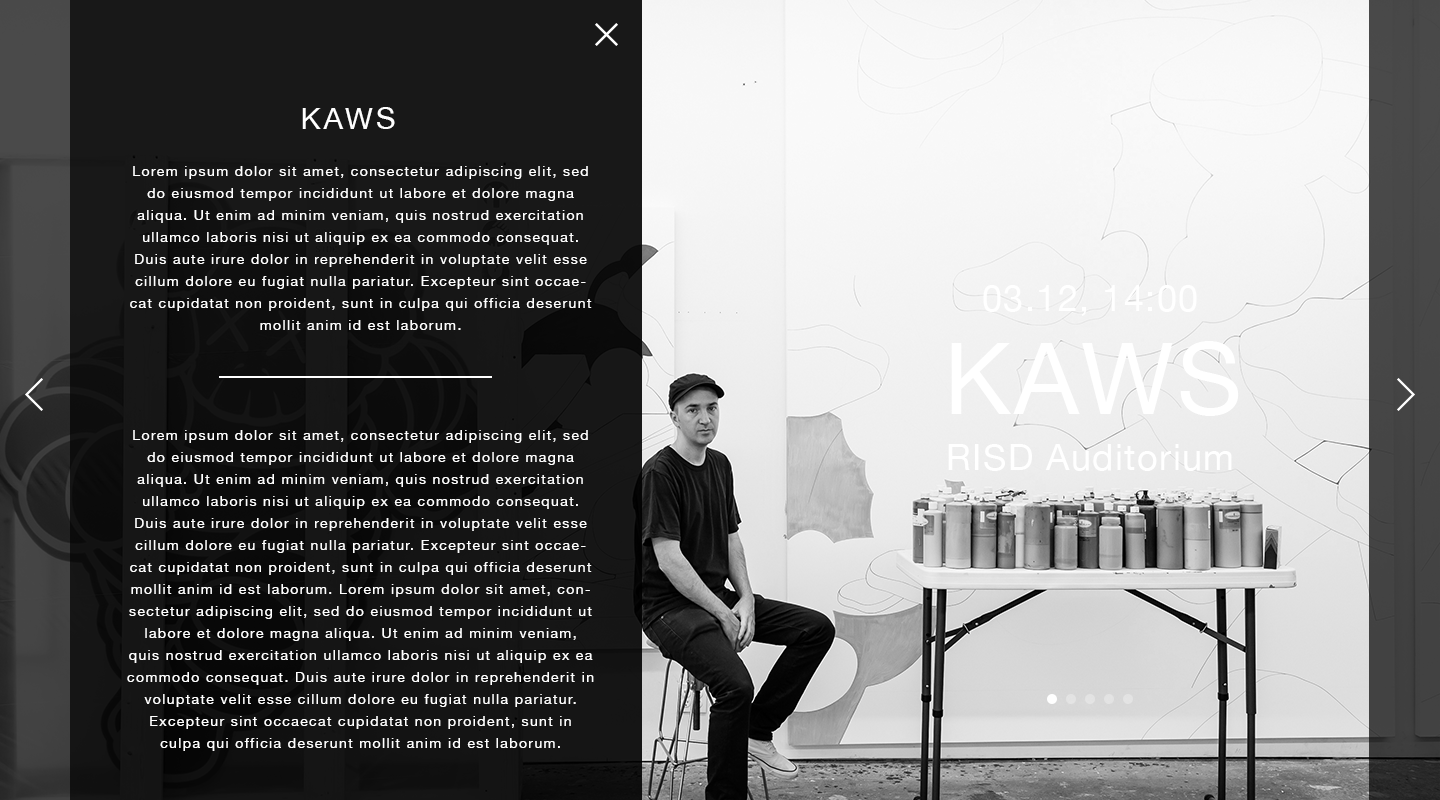 KAWS
Lorem ipsum dolor sit amet, consectetur adipiscing elit, sed
do eiusmod tempor incididunt ut labore et dolore magna
aliqua. Ut enim ad minim veniam, quis nostrud exercitation
ullamco laboris nisi ut aliquip ex ea commodo consequat.
Duis aute irure dolor in reprehenderit in voluptate velit esse
cillum dolore eu fugiat nulla pariatur. Excepteur sint occae-
cat cupidatat non proident, sunt in culpa qui officia deserunt
mollit anim id est laborum.
Lorem ipsum dolor sit amet, consectetur adipiscing elit, sed
do eiusmod tempor incididunt ut labore et dolore magna
aliqua. Ut enim ad minim veniam, quis nostrud exercitation
ullamco laboris nisi ut aliquip ex ea commodo consequat.
Duis aute irure dolor in reprehenderit in voluptate velit esse
cillum dolore eu fugiat nulla pariatur. Excepteur sint occae-
cat cupidatat non proident, sunt in culpa qui officia deserunt
mollit anim id est laborum. Lorem ipsum dolor sit amet, con-
sectetur adipiscing elit, sed do eiusmod tempor incididunt ut
labore et dolore magna aliqua. Ut enim ad minim veniam,
quis nostrud exercitation ullamco laboris nisi ut aliquip ex ea
commodo consequat. Duis aute irure dolor in reprehenderit in
voluptate velit esse cillum dolore eu fugiat nulla pariatur.
Excepteur sint occaecat cupidatat non proident, sunt in
culpa qui officia deserunt mollit anim id est laborum.
03.12, 14:00
KAWS
RISD Auditorium